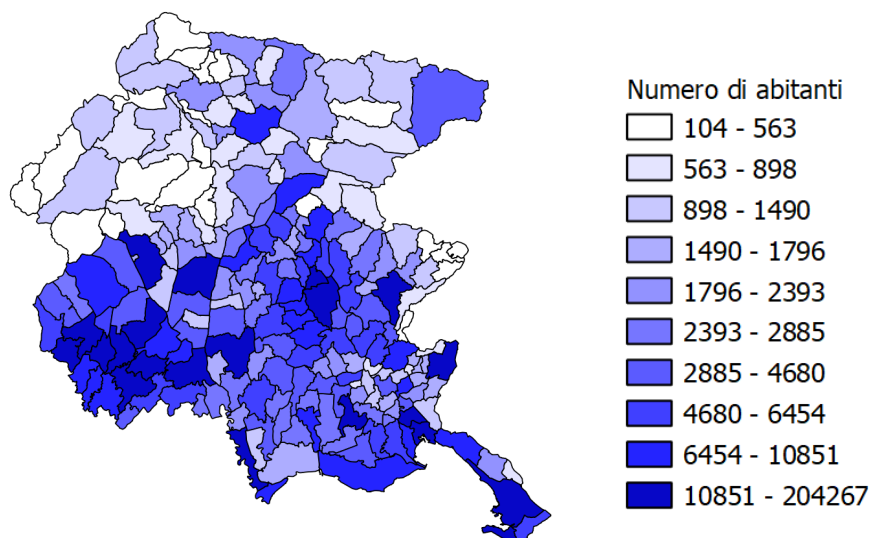 Numero di abitanti
104 - 563
563 - 898
898 - 1490
1490 - 1796
1796 - 2393
2393 - 2885
2885 - 4680
4680 - 6454
6454 - 10851
10851 - 204267